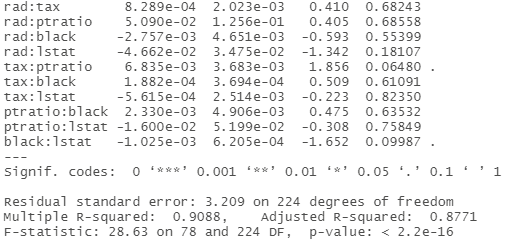 rad:tax 8.289e-04 2.023e-03 0.410 0.68243
rad:ptratio 5.090e-02 1.256e-01 0.405 0.68558
rad:black -2.757e-03 4.651e-03 -0.593 0.55399
rad:lstat -4.662e-02 3.475e-02 -1.342 0.18107
tax:ptratio 6.835e-03 3.683e-03 1.856 0.06480 .
tax:black 1.882e-04 3.694e-04 0.509 0.61091
tax:lstat -5.615e-04 2.514e-03 -0.223 0.82350
ptratio:black 2.330e-03 4.906e-03 0.475 0.63532
ptratio:lstat -1.600e-02 5.199e-02 -0.308 0.75849
black:lstat -1.025e-03 6.205e-04 -1.652 0.09987 .
---
Signif. codes: 0 ‘***’ 0.001 ‘**’ 0.01 ‘*’ 0.05 ‘.’ 0.1 ‘ ’ 1
Residual standard error: 3.209 on 224 degrees of freedom
Multiple R-squared: 0.9088, Adjusted R-squared: 0.8771
F-statistic: 28.63 on 78 and 224 DF, p-value: < 2.2e-16